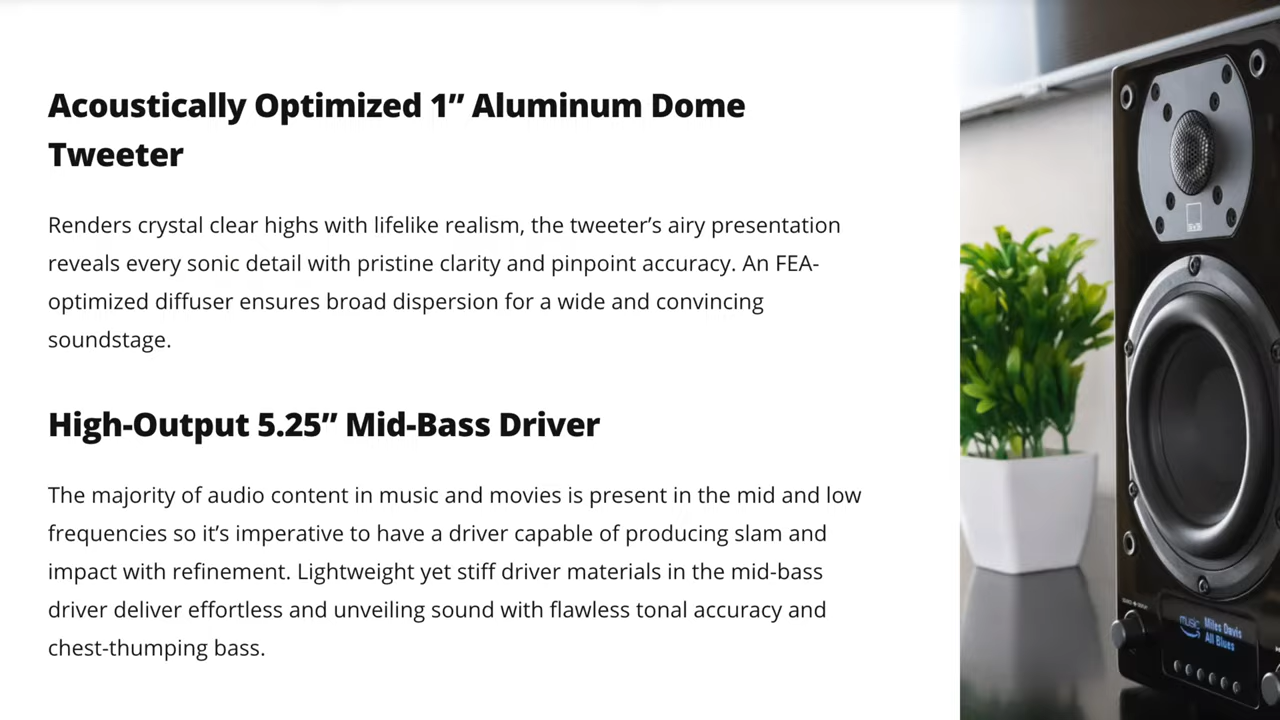 Acoustically Optimized 1” Aluminum Dome
Tweeter
Renders crystal clear highs with lifelike realism, the tweeter’s airy presentation
reveals every sonic detail with pristine clarity and pinpoint accuracy. An FEA-
optimized diffuser ensures broad dispersion for a wide and convincing
soundstage.
High-Output 5.25” Mid-Bass Driver
The majority of audio content in music and movies is present in the mid and low
frequencies so it’s imperative to have a driver capable of producing slam and
impact with refinement. Lightweight yet stiff driver materials in the mid-bass
driver deliver effortless and unveiling sound with flawless tonal accuracy and
chest-thumping bass.
music
Miles Davis
All Blues